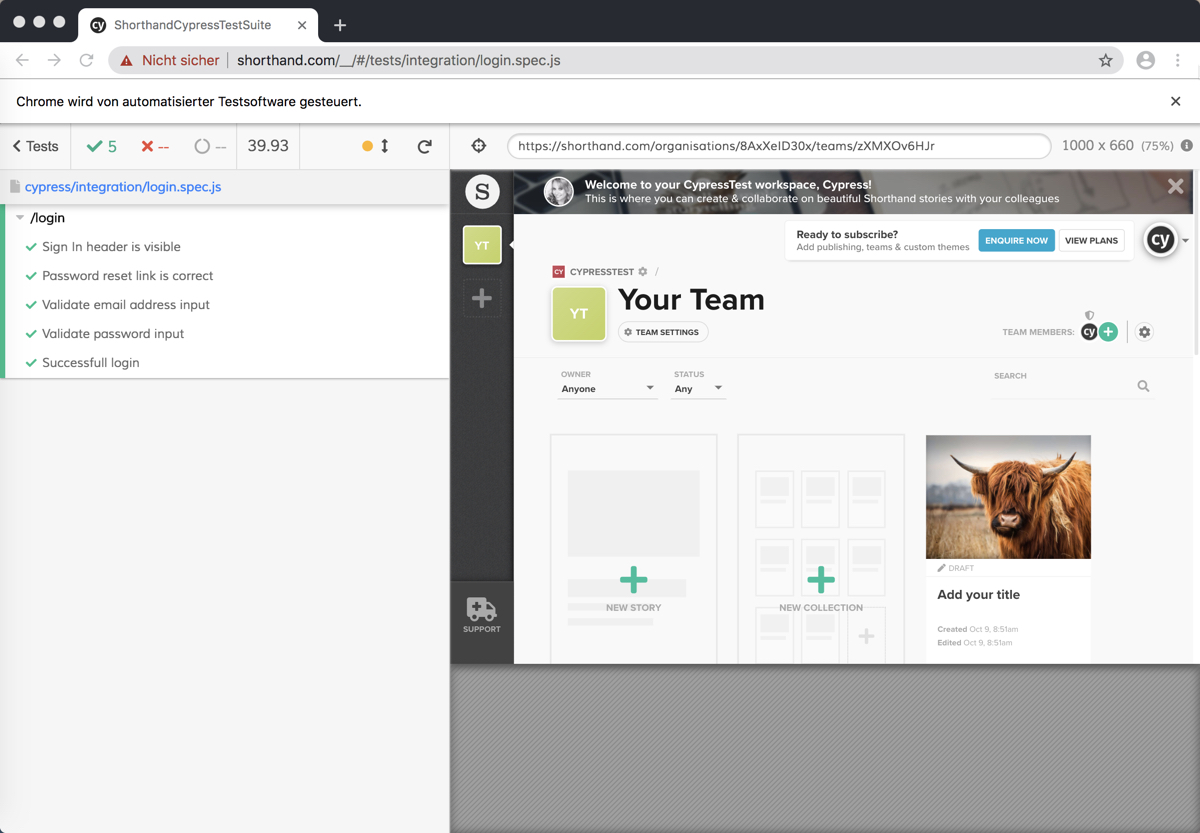 cy ShorthandCypressTestSuite
Nicht sicher shorthand.com/__/#/tests/integration/login.spec.js
Chrome wird von automatisierter Testsoftware gesteuert.
Tests 5 -- -- 39.93
https://shorthand.com/organisations/8AxXeID30x/teams/zXMXOv6HJr 1000 x 660 (75%)
cypress/integration/login.spec.js
/login
Sign In header is visible
Password reset link is correct
Validate email address input
Validate password input
Successfull login
S
YT
SUPPORT
Welcome to your CypressTest workspace, Cypress!
This is where you can create & collaborate on beautiful Shorthand stories with your colleagues
Ready to subscribe?
Add publishing, teams & custom themes
ENQUIRE NOW VIEW PLANS cy
CY CYPRESSTEST /
YT
Your Team
TEAM SETTINGS
TEAM MEMBERS: cy
OWNER
Anyone
STATUS
Any
SEARCH
NEW STORY
NEW COLLECTION
DRAFT
Add your title
Created Oct 9, 8:51am
Edited Oct 9, 8:51am